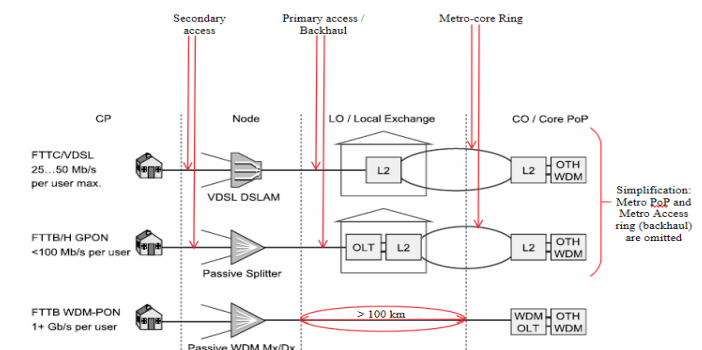 Secondary
access
Primary access /
Backhaul
Metro-core Ring
CP
Node
LO / Local Exchange
CO / Core PoP
FTTC/VDSL
25...50 Mb/s
per user max.
VDSL DSLAM
L2
L2
OTH
WDM
Simplification:
Metro PoP and
Metro Access
ring (backhaul)
are omitted
FTTB/H GPON
<100 Mb/s per user
Passive Splitter
OLT
L2
L2
OTH
WDM
FTTB WDM-PON
1+ Gb/s per user
Passive WDM Mx/Dx
> 100 km
WDM
OLT
OTH
WDM